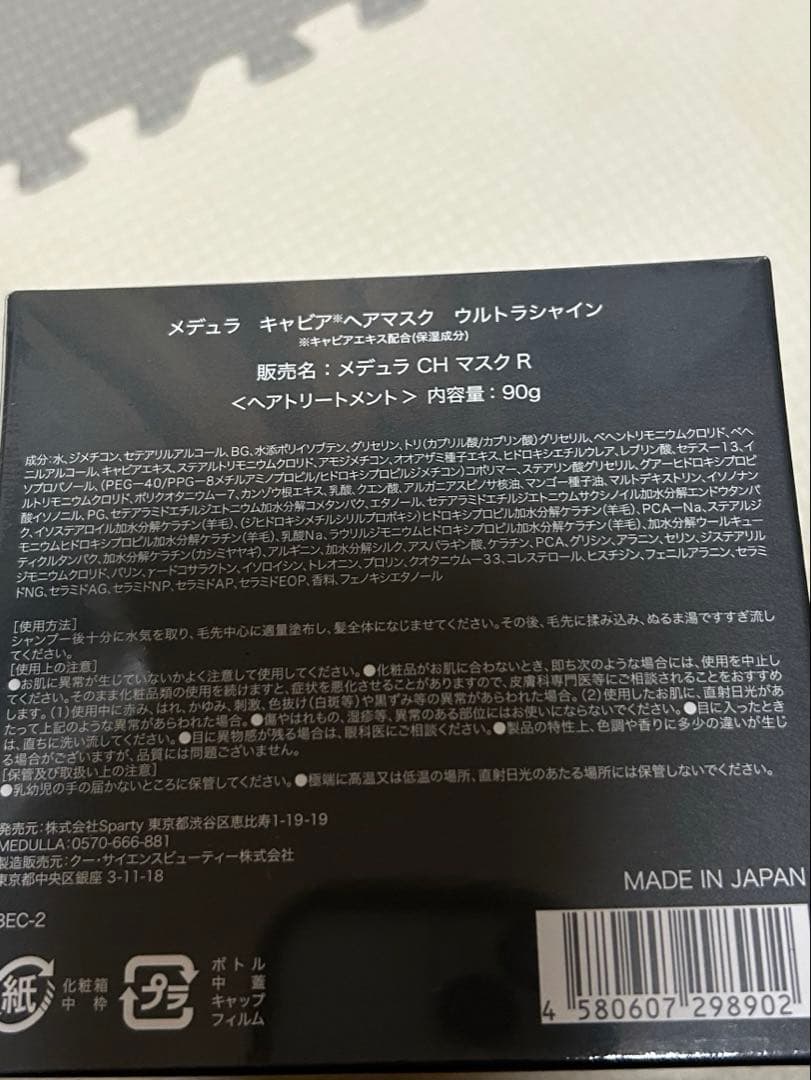 メデュラ　キャビア※ヘアマスク　ウルトラシャイン
※キャビアエキス配合(保湿成分)
販売名：メデュラ CH マスク R
＜ヘアトリートメント＞ 内容量：90g
成分：水、ジメチコン、セテアリルアルコール、BG、水添ポリイソブテン、グリセリン、トリ(カプリル酸/カプリン酸)グリセリル、ベヘントリモニウムクロリド、ベヘ
ニルアルコール、キャビアエキス、ステアルトリモニウムクロリド、アモジメチコン、オオアザミ種子エキス、ヒドロキシエチルウレア、レブリン酸、セテスー13、イ
ソプロパノール、(PEG-40/PPG-8メチルアミノプロピル/ヒドロキシプロピルジメチコン)コポリマー、ステアリン酸グリセリル、グアーヒドロキシプロピ
ルトリモニウムクロリド、ポリクオタニウムー7、カンゾウ根エキス、乳酸、クエン酸、アルガニアスピノサ核油、マンゴー種子油、マルトデキストリン、イソノナン
酸イソノニル、PG、セテアラミドエチルジエトニウム加水分解コメタンパク、エタノール、セテアラミドエチルジエトニウムサクシノイル加水分解エンドウタンパ
ク、イソステアロイル加水分解ケラチン(羊毛)、(ジヒドロキシメチルシリルプロポキシ)ヒドロキシプロピル加水分解ケラチン(羊毛)、PCAーNa、ステアルジ
モニウムヒドロキシプロピル加水分解ケラチン(羊毛)、乳酸Na、ラウリルジモニウムヒドロキシプロピル加水分解ケラチン(羊毛)、加水分解ウールキュー
ティクルタンパク、加水分解ケラチン(カシミヤヤギ)、アルギニン、加水分解シルク、アスパラギン酸、ケラチン、PCA、グリシン、アラニン、セリン、ジステアリル
ジモニウムクロリド、バリン、γードコサラクトン、イソロイシン、トレオニン、プロリン、クオタニウムー33、コレステロール、ヒスチジン、フェニルアラニン、セラミ
ドNG、セラミドAG、セラミドNP、セラミドAP、セラミドEOP、香料、フェノキシエタノール
[使用方法]
シャンプー後十分に水気を取り、毛先中心に適量塗布し、髪全体になじませてください。その後、毛先に揉み込み、ぬるま湯ですすぎ流し
てください。
[使用上の注意]
●お肌に異常が生じていないかよく注意して使用してください。●化粧品がお肌に合わないとき、即ち次のような場合には、使用を中止し
てください。そのまま化粧品類の使用を続けますと、症状を悪化させることがありますので、皮膚科専門医等にご相談されることをおすすめ
します。(1)使用中に赤み、はれ、かゆみ、刺激、色抜け(白斑等)や黒ずみ等の異常があらわれた場合。(2)使用したお肌に、直射日光があ
たって上記のような異常があらわれた場合。●傷やはれもの、湿疹等、異常のある部位にはお使いにならないでください。●目に入ったとき
は、直ちに洗い流してください。●目に異物感が残る場合は、眼科医にご相談ください。●製品の特性上、色調や香りに多少の違いが生じ
る場合がございますが、品質には問題ございません。
[保管及び取扱い上の注意]
●乳幼児の手の届かないところに保管してください。●極端に高温又は低温の場所、直射日光のあたる場所には保管しないでください。
発売元：株式会社Sparty 東京都渋谷区恵比寿1-19-19
MEDULLA：0570-666-881
製造販売元：クー・サイエンスビューティー株式会社
東京都中央区銀座 3-11-18
MADE IN JAPAN
BEC-2
紙
化粧箱
中 枠
プラ
ボトル
中 蓋
キャップ
フィルム
4 580607 298902